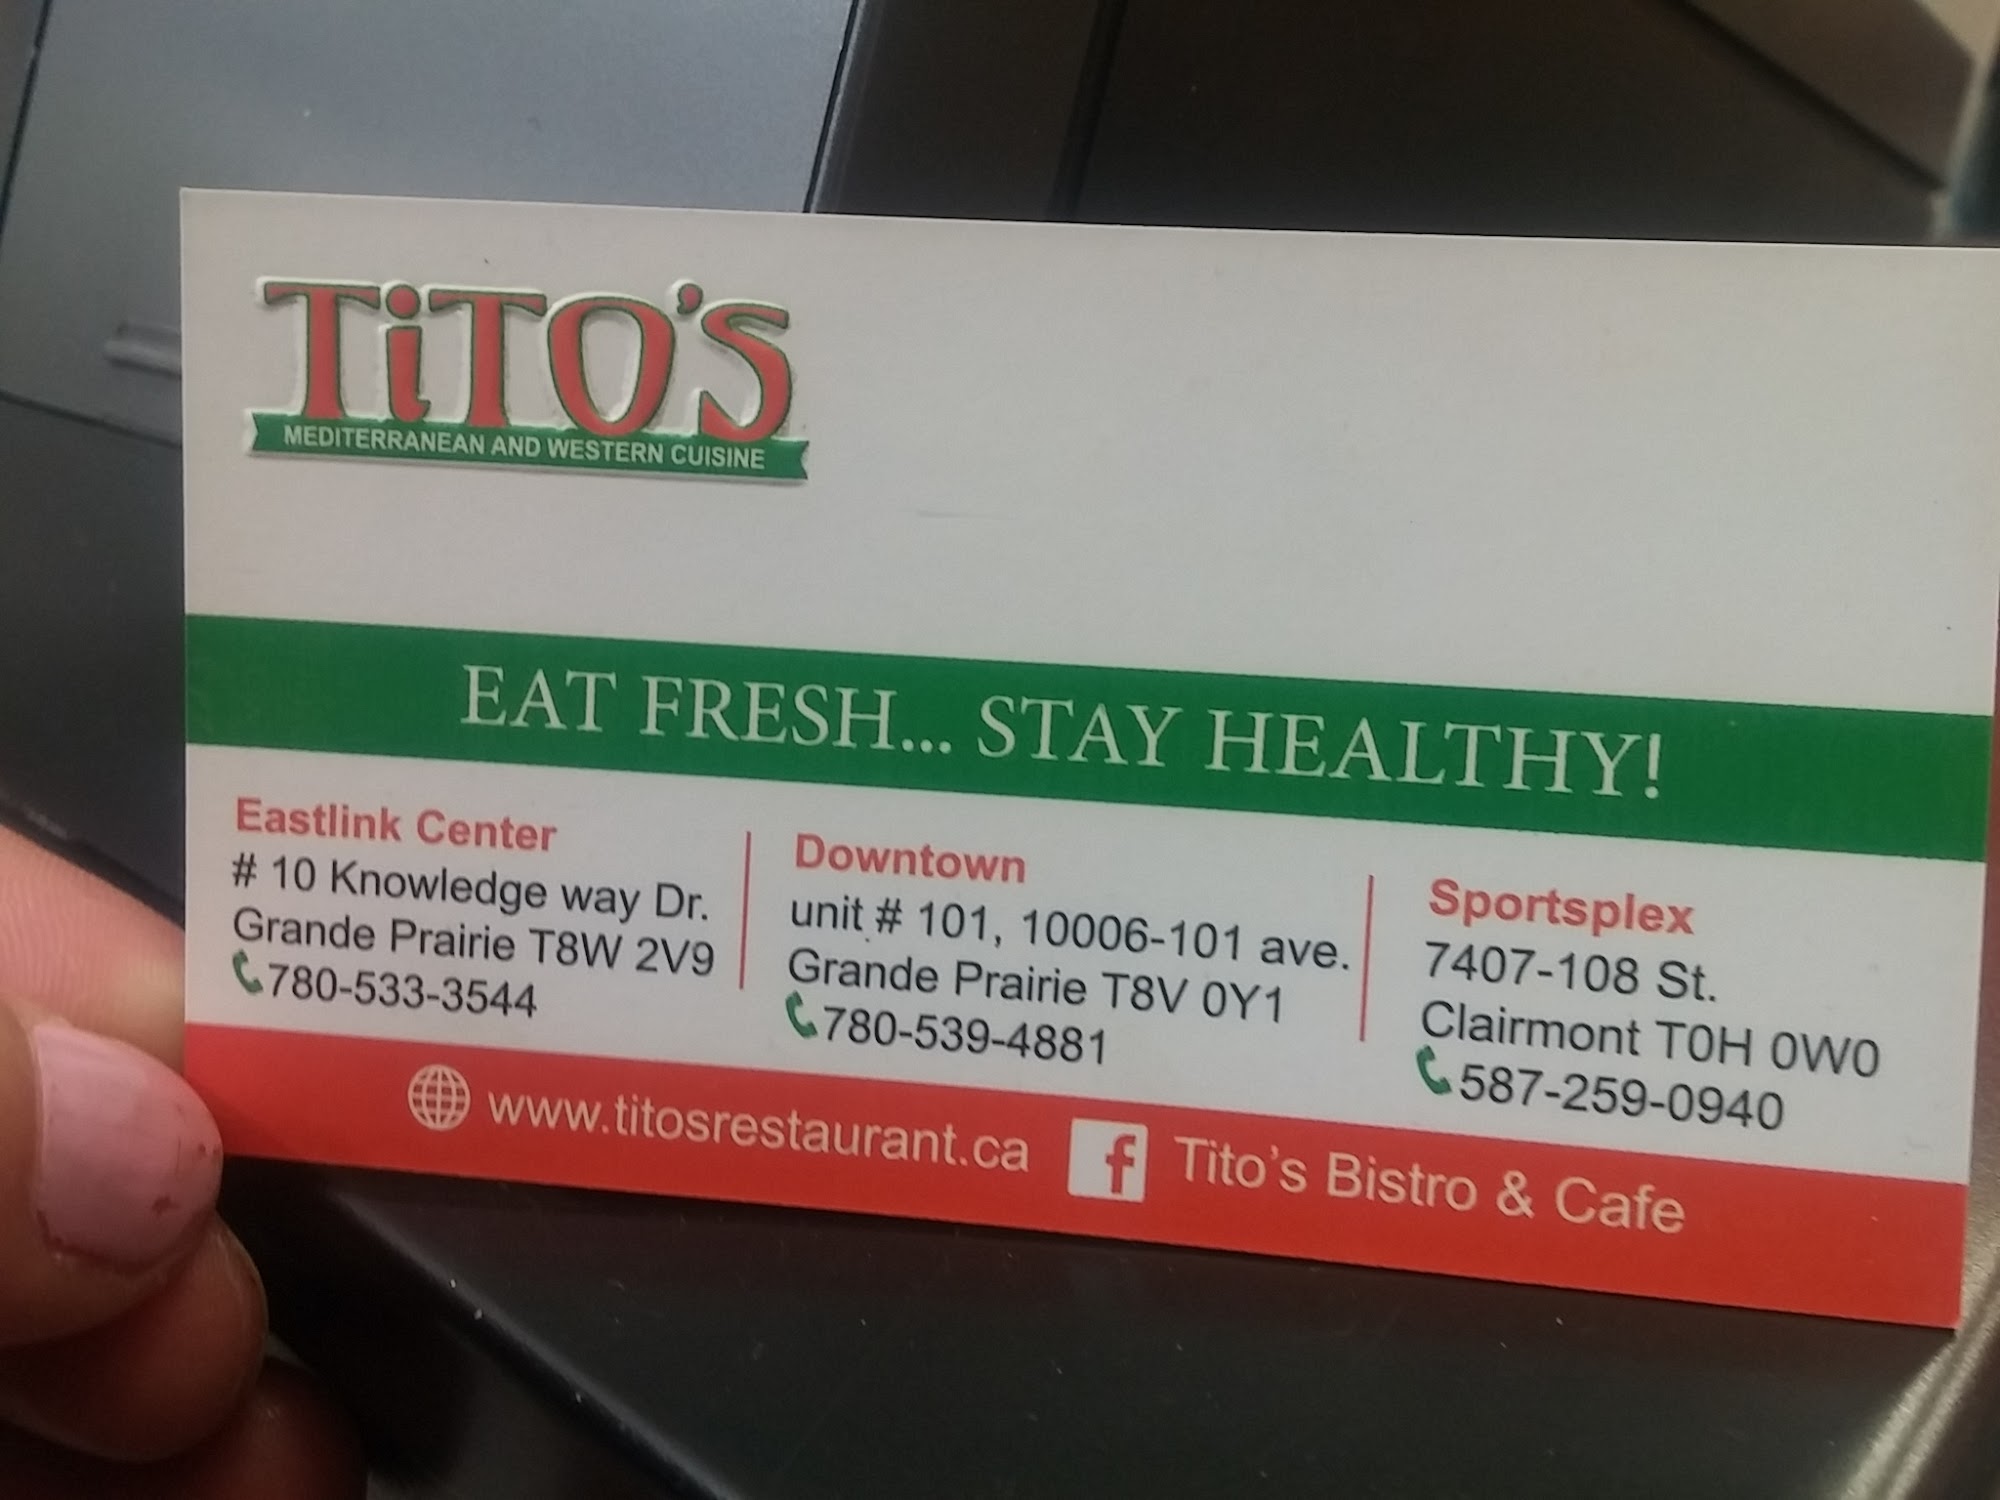 TiTO'S
MEDITERRANEAN AND WESTERN CUISINE
EAT FRESH... STAY HEALTHY!
Eastlink Center
# 10 Knowledge way Dr.
Grande Prairie T8W 2V9
780-533-3544
Downtown
unit # 101, 10006-101 ave.
Grande Prairie T8V 0Y1
780-539-4881
Sportsplex
7407-108 St.
Clairmont T0H 0W0
587-259-0940
www.titosrestaurant.ca
f Tito's Bistro & Cafe